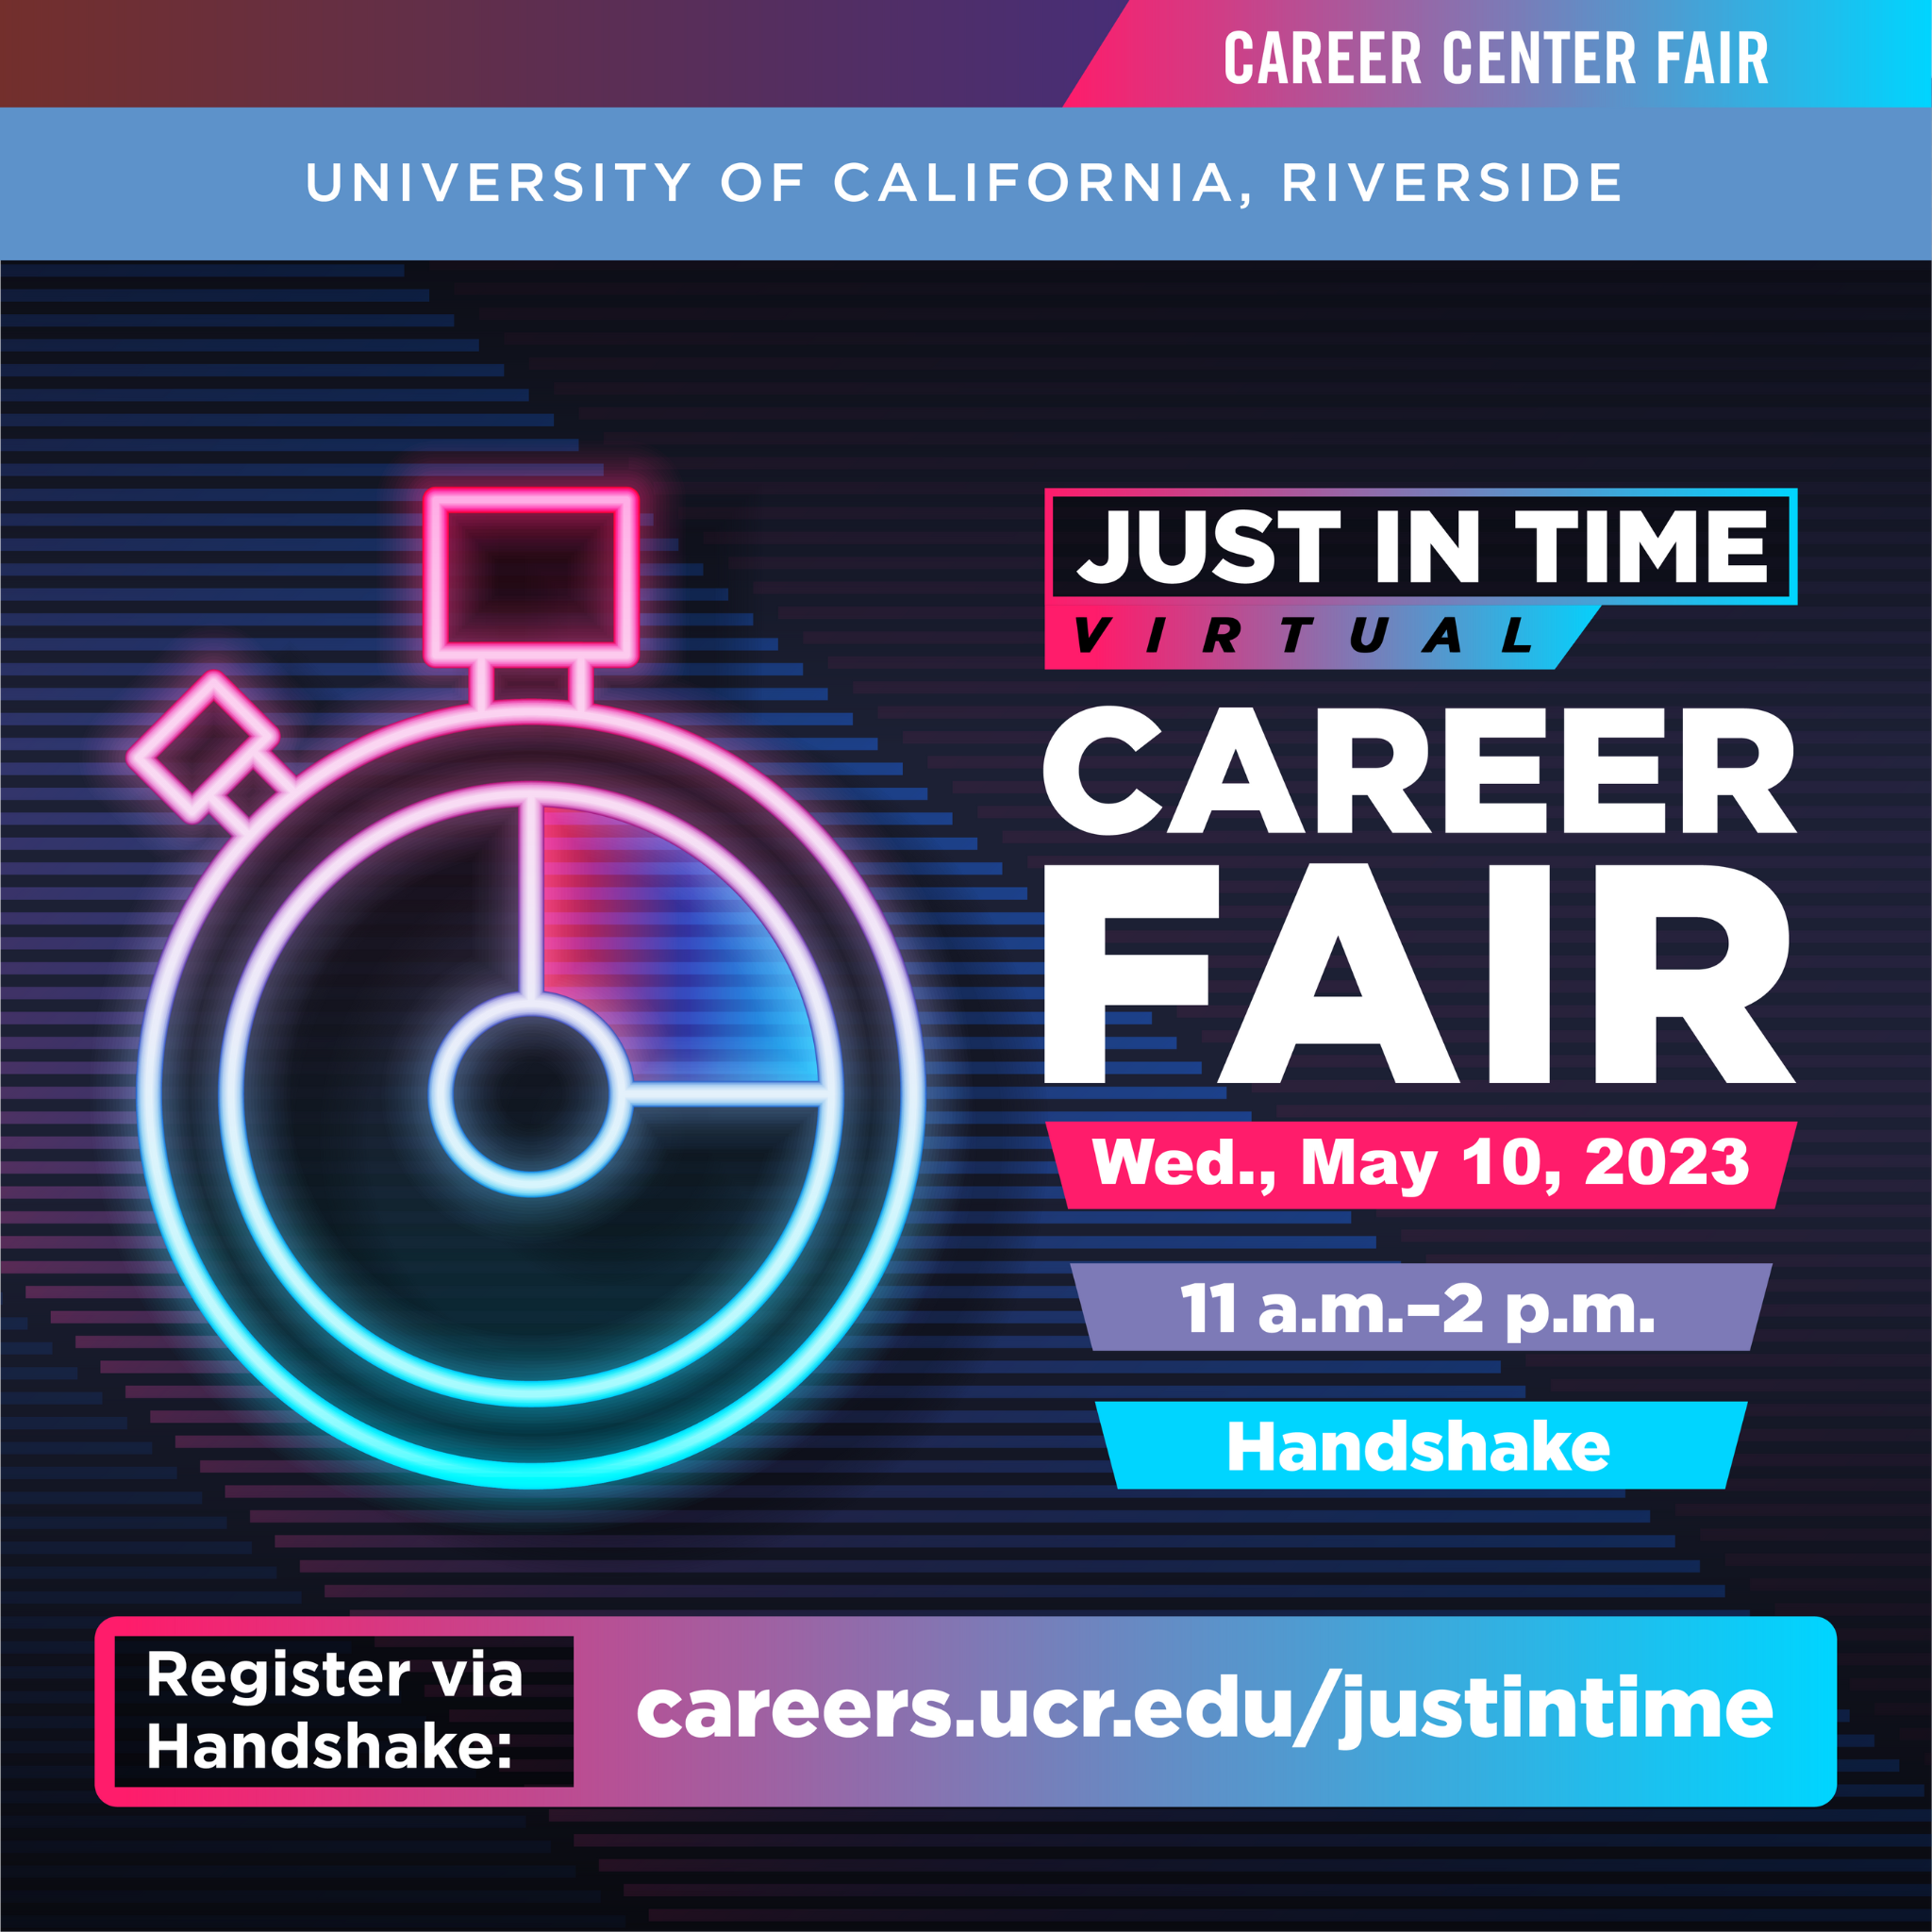 CAREER CENTER FAIR
UNIVERSITY OF CALIFORNIA, RIVERSIDE
JUST IN TIME
VIRTUAL
CAREER
FAIR
Wed., May 10, 2023
11 a.m.–2 p.m.
Handshake
Register via
Handshake:
careers.ucr.edu/justintime